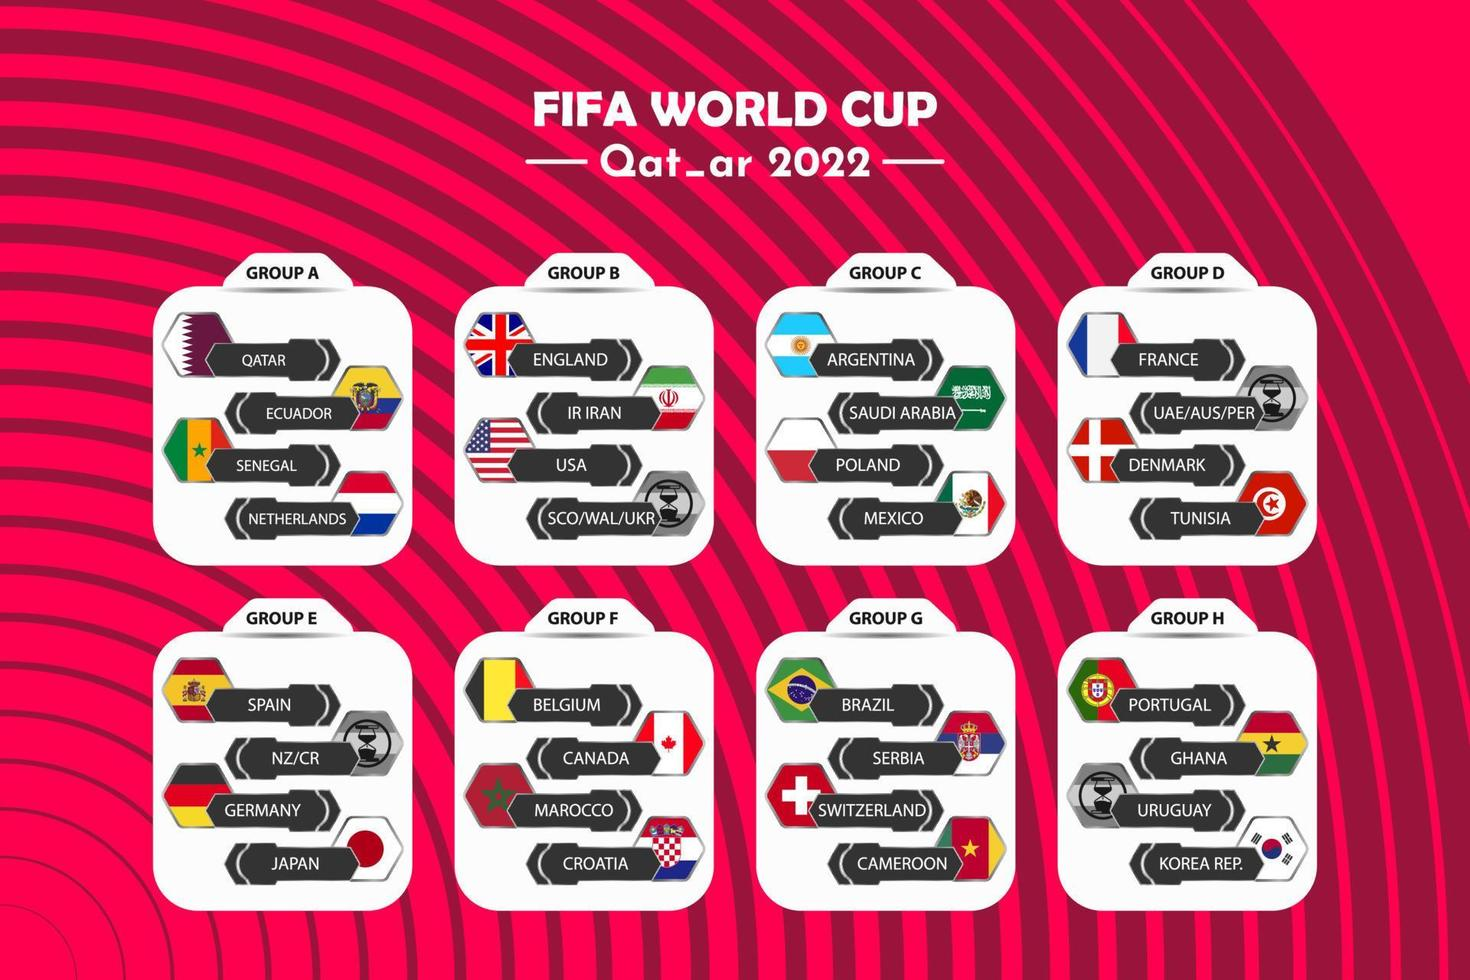 FIFA WORLD CUP
Qat_ar 2022
GROUP A
QATAR
ECUADOR
SENEGAL
NETHERLANDS
GROUP B
ENGLAND
IR IRAN
USA
SCO/WAL/UKR
GROUP C
ARGENTINA
SAUDI ARABIA
POLAND
MEXICO
GROUP D
FRANCE
UAE/AUS/PER
DENMARK
TUNISIA
GROUP E
SPAIN
NZ/CR
GERMANY
JAPAN
GROUP F
BELGIUM
CANADA
MAROCCO
CROATIA
GROUP G
BRAZIL
SERBIA
SWITZERLAND
CAMEROON
GROUP H
PORTUGAL
GHANA
URUGUAY
KOREA REP.